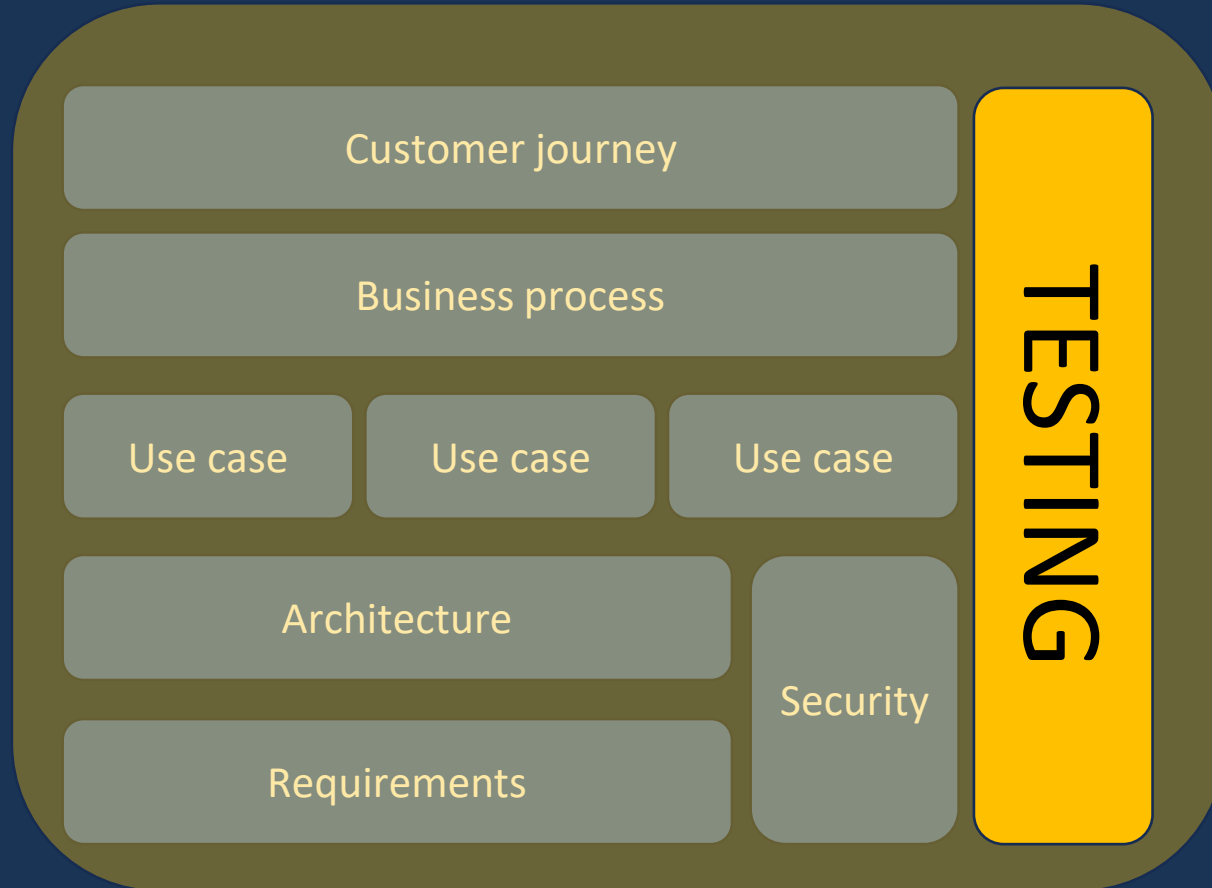 Customer journey
Business process
Use case
Use case
Use case
Architecture
Security
Requirements
TESTING